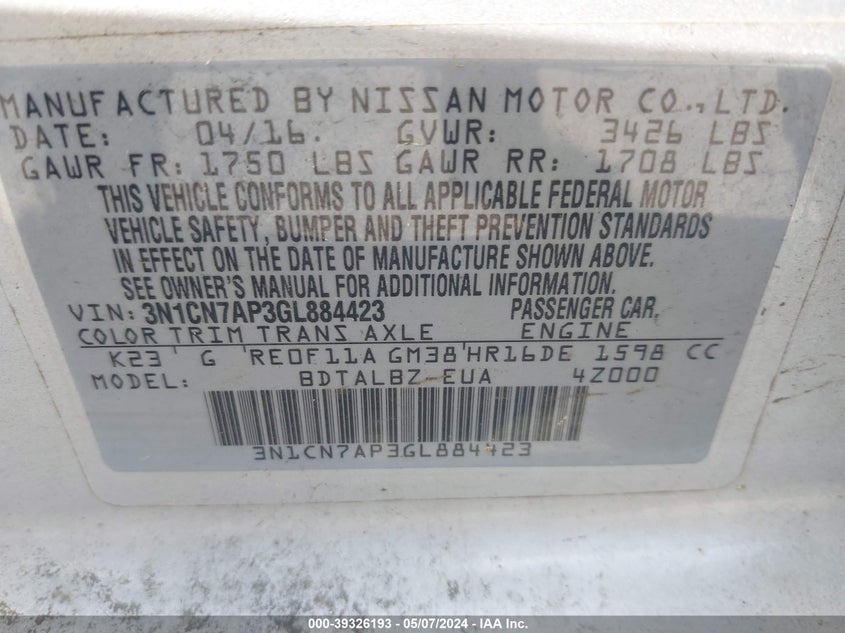 MANUFACTURED BY NISSAN MOTOR CO.,LTD.
DATE: 04/16. GVWR: 3426 LBS
GAWR FR: 1750 LBS GAWR RR: 1708 LBS
THIS VEHICLE CONFORMS TO ALL APPLICABLE FEDERAL MOTOR
VEHICLE SAFETY, BUMPER AND THEFT PREVENTION STANDARDS
IN EFFECT ON THE DATE OF MANUFACTURE SHOWN ABOVE.
SEE OWNER'S MANUAL FOR ADDITIONAL INFORMATION.
VIN: 3N1CN7AP3GL884423 PASSENGER CAR.
COLOR TRIM TRANS AXLE ENGINE
K23 G RE0F11A GM38 HR16DE 1598 CC
MODEL: BDTALBZ-EUA 4Z000
3N1CN7AP3GL884423
000-39326193 - 05/07/2024 - IAA Inc.